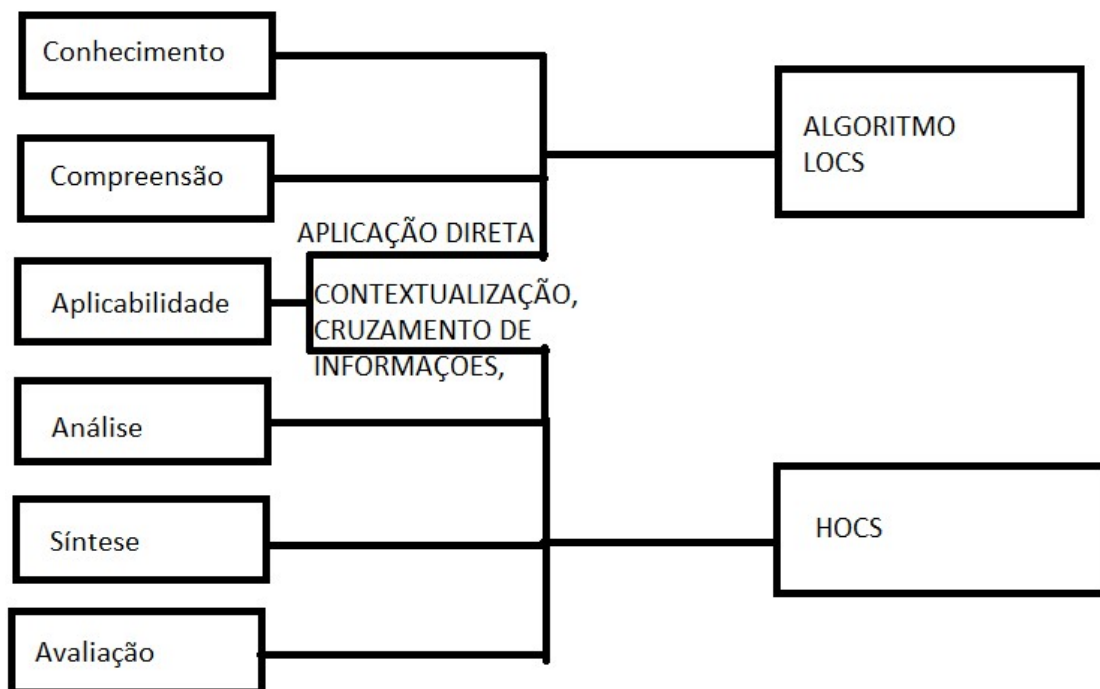 Conhecimento
ALGORITMO
LOCS
Compreensão
APLICAÇÃO DIRETA
Aplicabilidade
CONTEXTUALIZAÇÃO,
CRUZAMENTO DE
INFORMAÇOES,
Análise
Síntese
HOCS
Avaliação